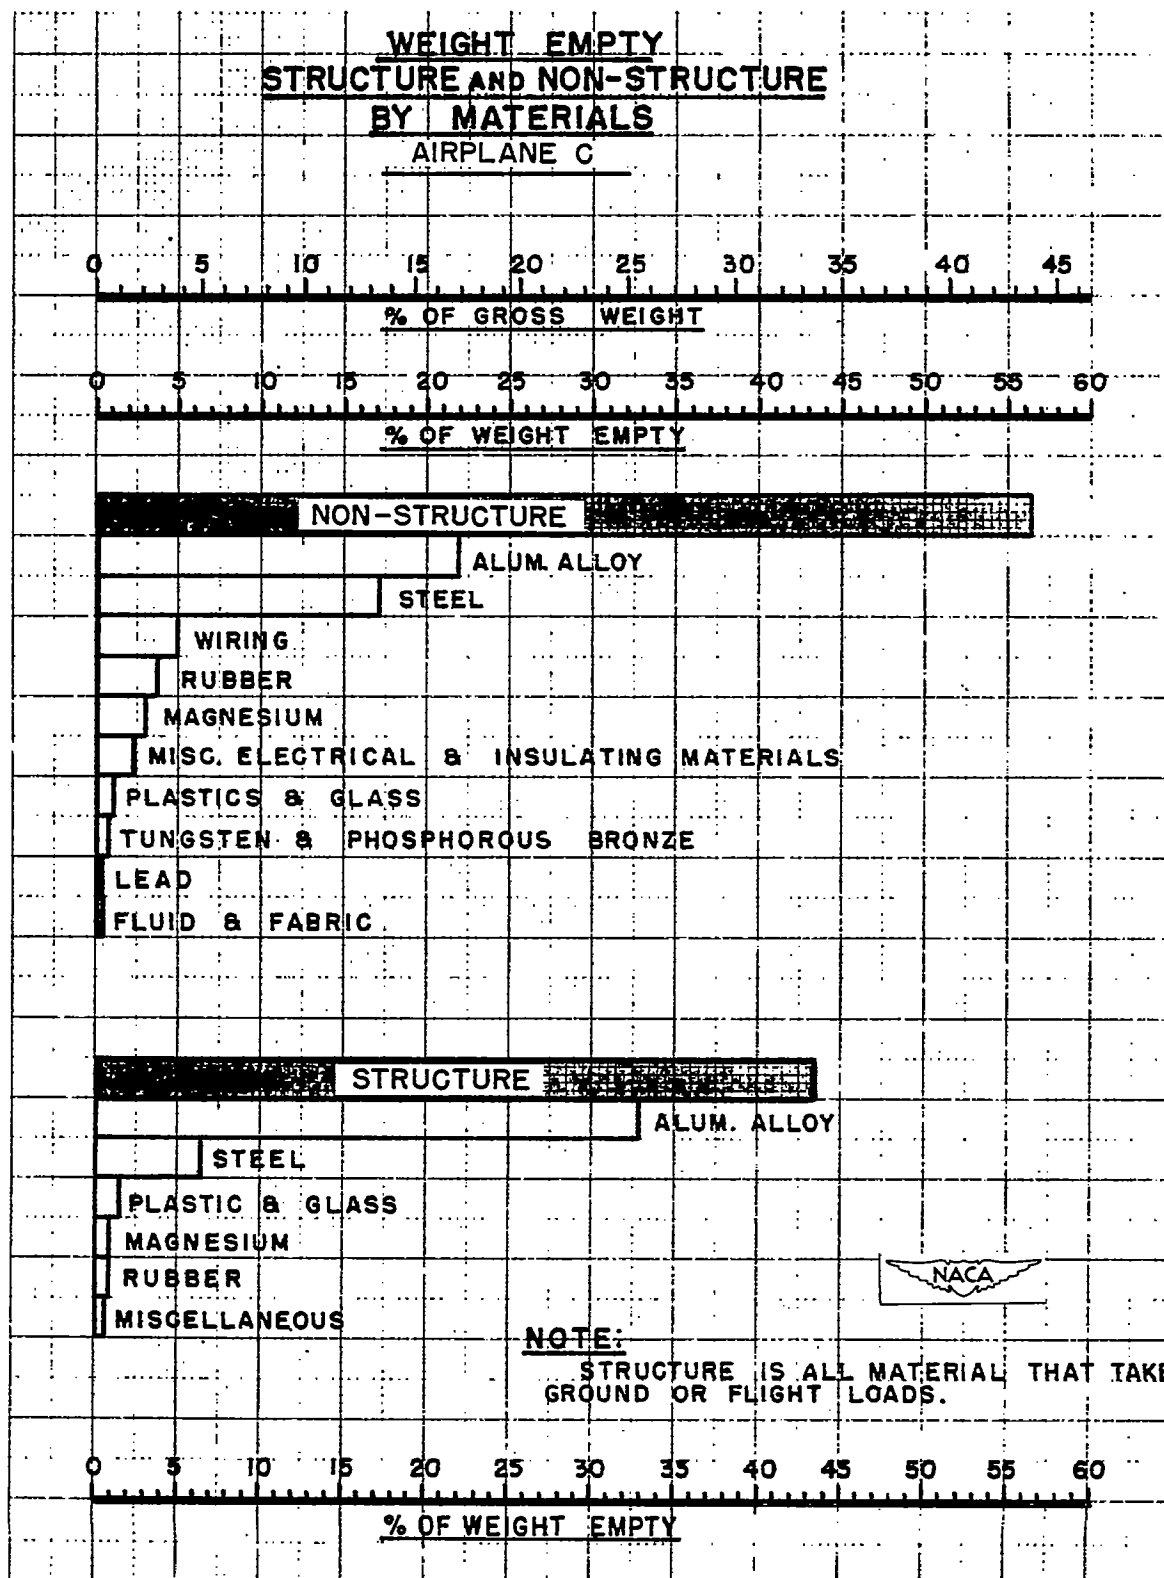 WEIGHT EMPTY
STRUCTURE AND NON-STRUCTURE
BY MATERIALS
AIRPLANE C
0 5 10 15 20 25 30 35 40 45
% OF GROSS WEIGHT
0 5 10 15 20 25 30 35 40 45 50 55 60
% OF WEIGHT EMPTY
NON-STRUCTURE
ALUM. ALLOY
STEEL
WIRING
RUBBER
MAGNESIUM
MISC. ELECTRICAL & INSULATING MATERIALS
PLASTICS & GLASS
TUNGSTEN & PHOSPHOROUS BRONZE
LEAD
FLUID & FABRIC
STRUCTURE
ALUM. ALLOY
STEEL
PLASTIC & GLASS
MAGNESIUM
RUBBER
MISCELLANEOUS
NACA
NOTE:
STRUCTURE IS ALL MATERIAL THAT TAKE
GROUND OR FLIGHT LOADS.
0 5 10 15 20 25 30 35 40 45 50 55 60
% OF WEIGHT EMPTY